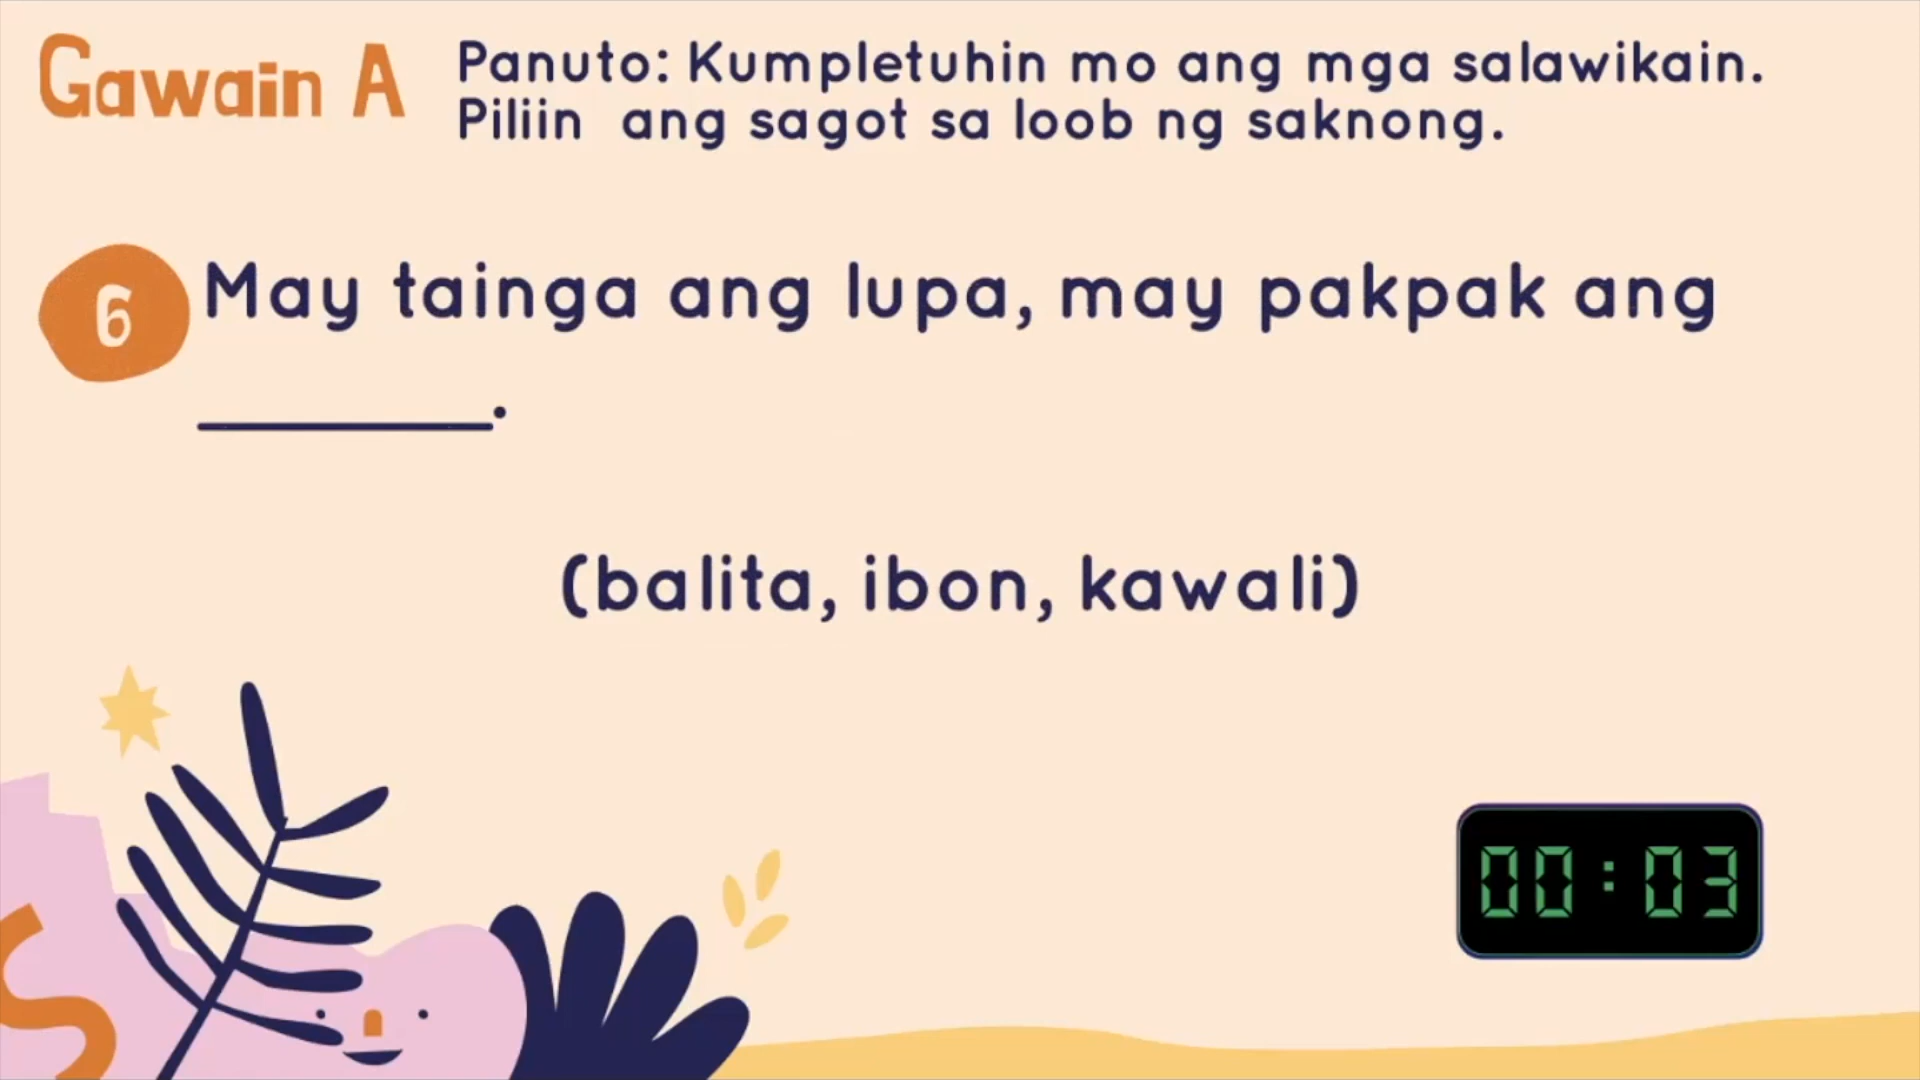 Gawain A
Panuto: Kumpletuhin mo ang mga salawikain.
Piliin ang sagot sa loob ng saknong.
6
May tainga ang lupa, may pakpak ang
__________.
(balita, ibon, kawali)
00:03